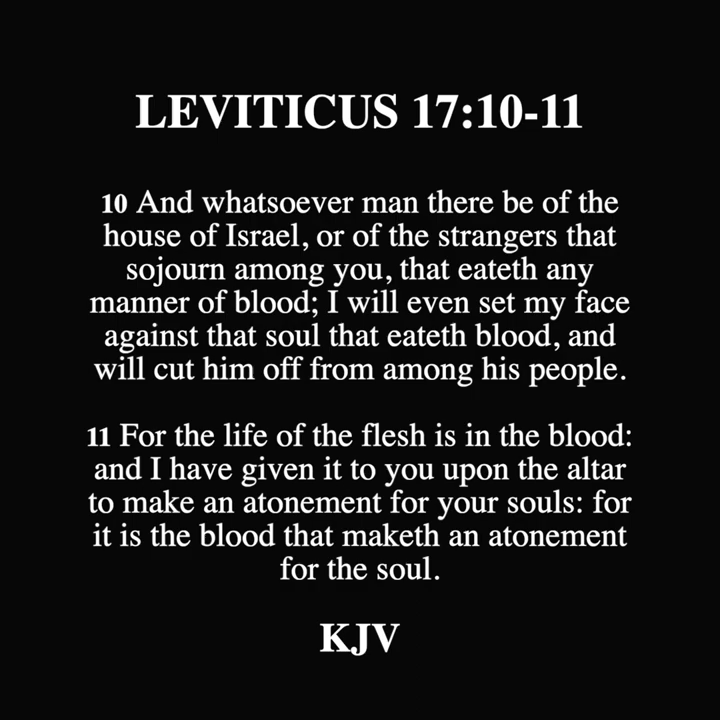 LEVITICUS 17:10-11
10 And whatsoever man there be of the
house of Israel, or of the strangers that
sojourn among you, that eateth any
manner of blood; I will even set my face
against that soul that eateth blood, and
will cut him off from among his people.
11 For the life of the flesh is in the blood:
and I have given it to you upon the altar
to make an atonement for your souls: for
it is the blood that maketh an atonement
for the soul.
KJV